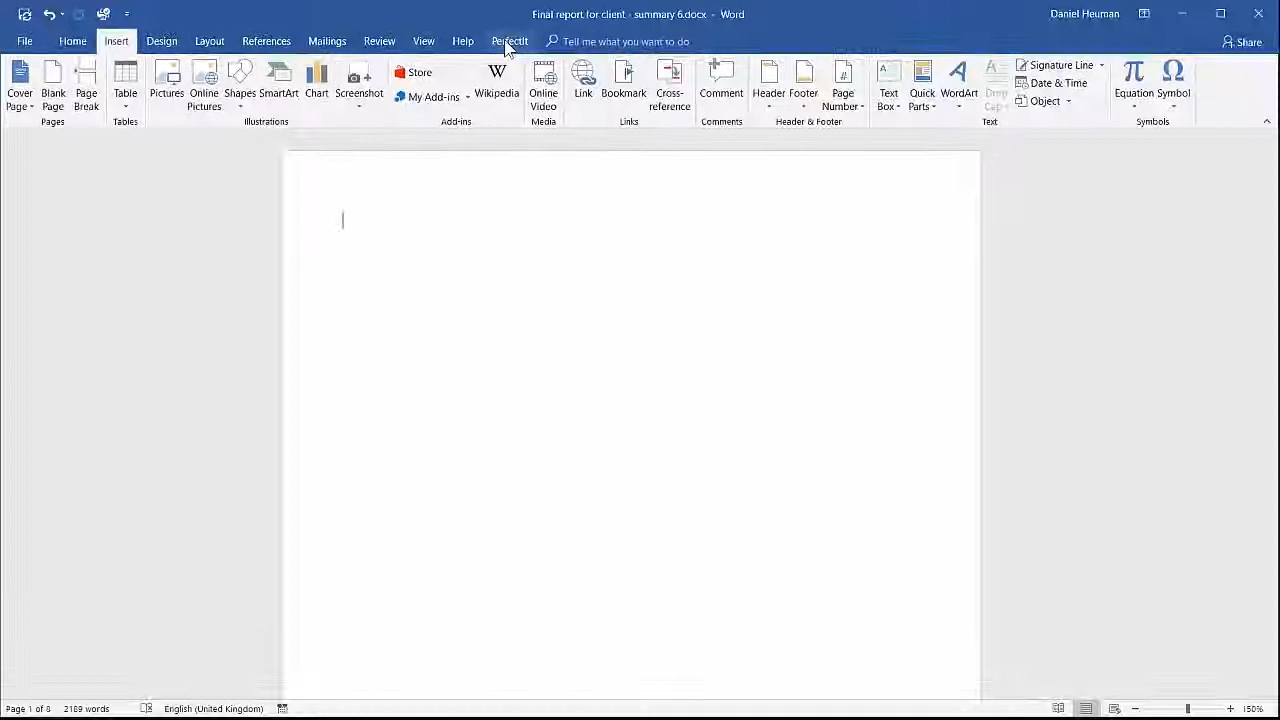 Final report for client - summary 6.docx - Word
Daniel Heuman
File Home Insert Design Layout References Mailings Review View Help PerfectIt Tell me what you want to do Share
Cover Page
Blank Page
Page Break
Pages
Table
Tables
Pictures
Online Pictures
Shapes
SmartArt
Chart
Screenshot
Illustrations
Store
My Add-ins
W
Wikipedia
Add-ins
Online Video
Media
Link
Bookmark
Cross-reference
Links
Comment
Comments
Header
Footer
Page Number
Header & Footer
Text Box
Quick Parts
WordArt
Drop Cap
Signature Line
Date & Time
Object
Text
π
Equation
Ω
Symbol
Symbols
Page 1 of 8 2189 words English (United Kingdom) 150%